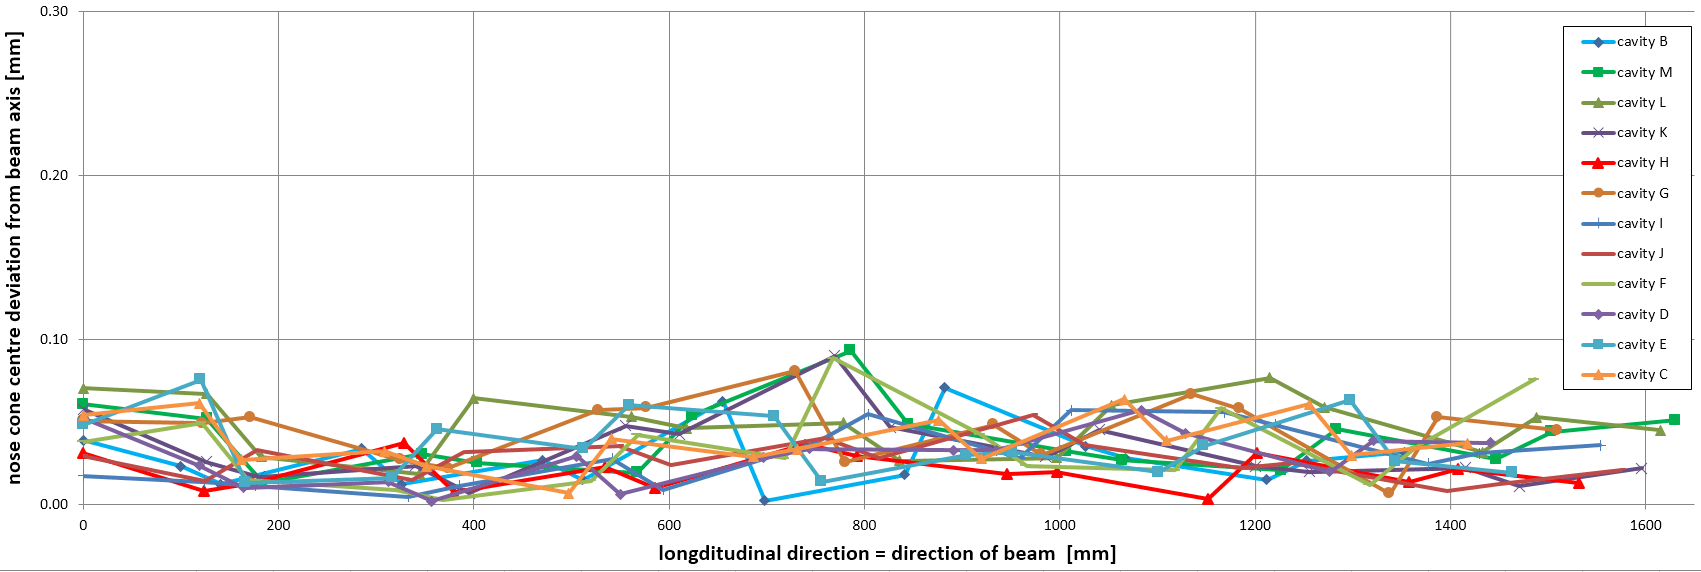 nose cone centre deviation from beam axis [mm]
0.30
0.20
0.10
0.00
0
200
400
600
800
1000
1200
1400
1600
longditudinal direction = direction of beam [mm]
cavity B
cavity M
cavity L
cavity K
cavity H
cavity G
cavity I
cavity J
cavity F
cavity D
cavity E
cavity C